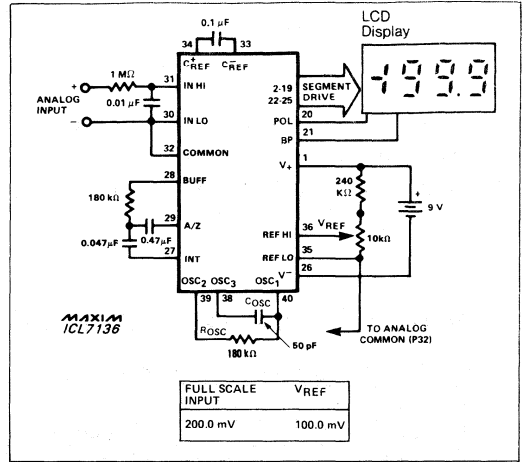 LCD
Display
0.1 µF
34 33
C+REF C-REF
1 MΩ
31 IN HI
+
ANALOG
INPUT
0.01 µF
-
30 IN LO
32 COMMON
28 BUFF
180 kΩ
29 A/Z
0.47µF
0.047µF
27 INT
2-19
22-25
SEGMENT
DRIVE
-199.9
20
POL
21
BP
1
V+
240
KΩ
+
9 V
36
REF HI
VREF
10kΩ
35
REF LO
26
V-
OSC2 OSC3 OSC1
39 38 40
COSC
ROSC
50 pF
180 kΩ
TO ANALOG
COMMON (P32)
MAXIM
ICL7136
FULL SCALE
INPUT
VREF
200.0 mV 100.0 mV